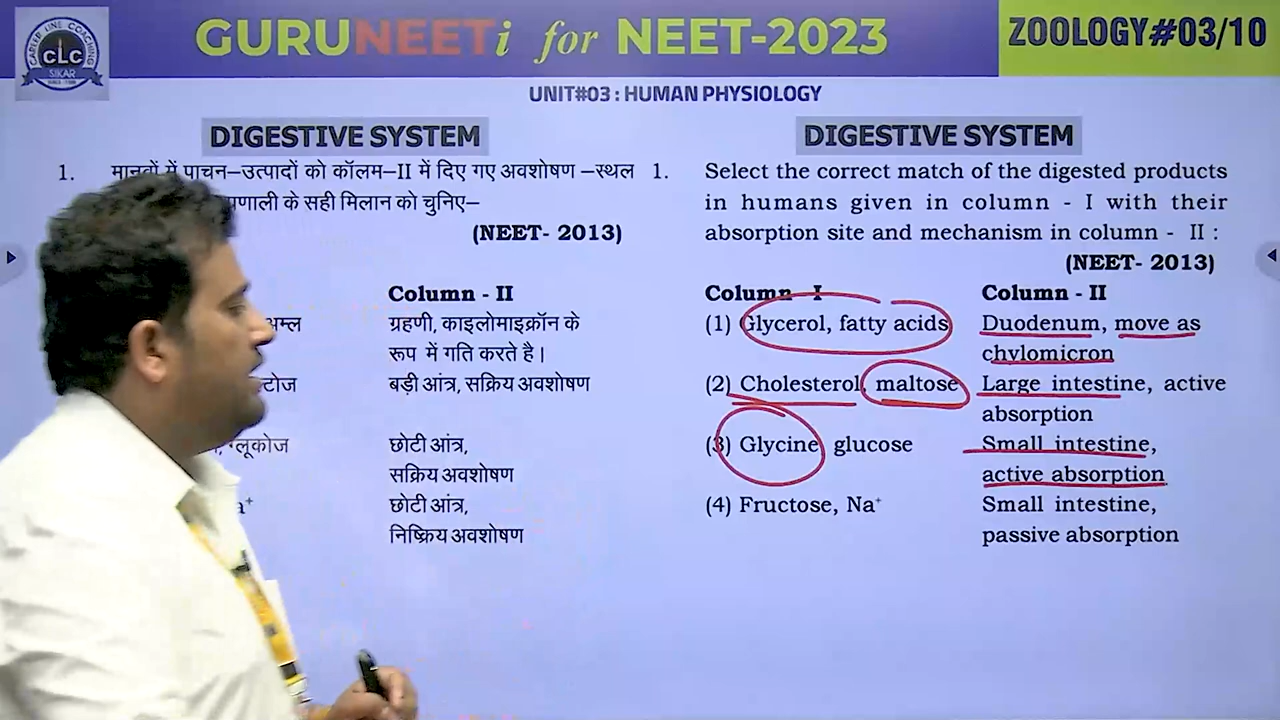 CAREER LINE COACHING
CLC
SIKAR
GURUNEETi for NEET-2023
ZOOLOGY#03/10
UNIT#03 : HUMAN PHYSIOLOGY
DIGESTIVE SYSTEM
1. मानवों में पाचन–उत्पादों को कॉलम–II में दिए गए अवशोषण –स्थल
प्रणाली के सही मिलान को चुनिए–
(NEET- 2013)
Column - II
अम्ल ग्रहणी, काइलोमाइक्रॉन के
रूप में गति करते है।
टोज बड़ी आंत्र, सक्रिय अवशोषण
ग्लूकोज छोटी आंत्र,
सक्रिय अवशोषण
a⁺ छोटी आंत्र,
निष्क्रिय अवशोषण
DIGESTIVE SYSTEM
1. Select the correct match of the digested products
in humans given in column - I with their
absorption site and mechanism in column - II :
(NEET- 2013)
Column - I Column - II
(1) Glycerol, fatty acids Duodenum, move as
chylomicron
(2) Cholesterol, maltose Large intestine, active
absorption
(3) Glycine, glucose Small intestine,
active absorption
(4) Fructose, Na⁺ Small intestine,
passive absorption